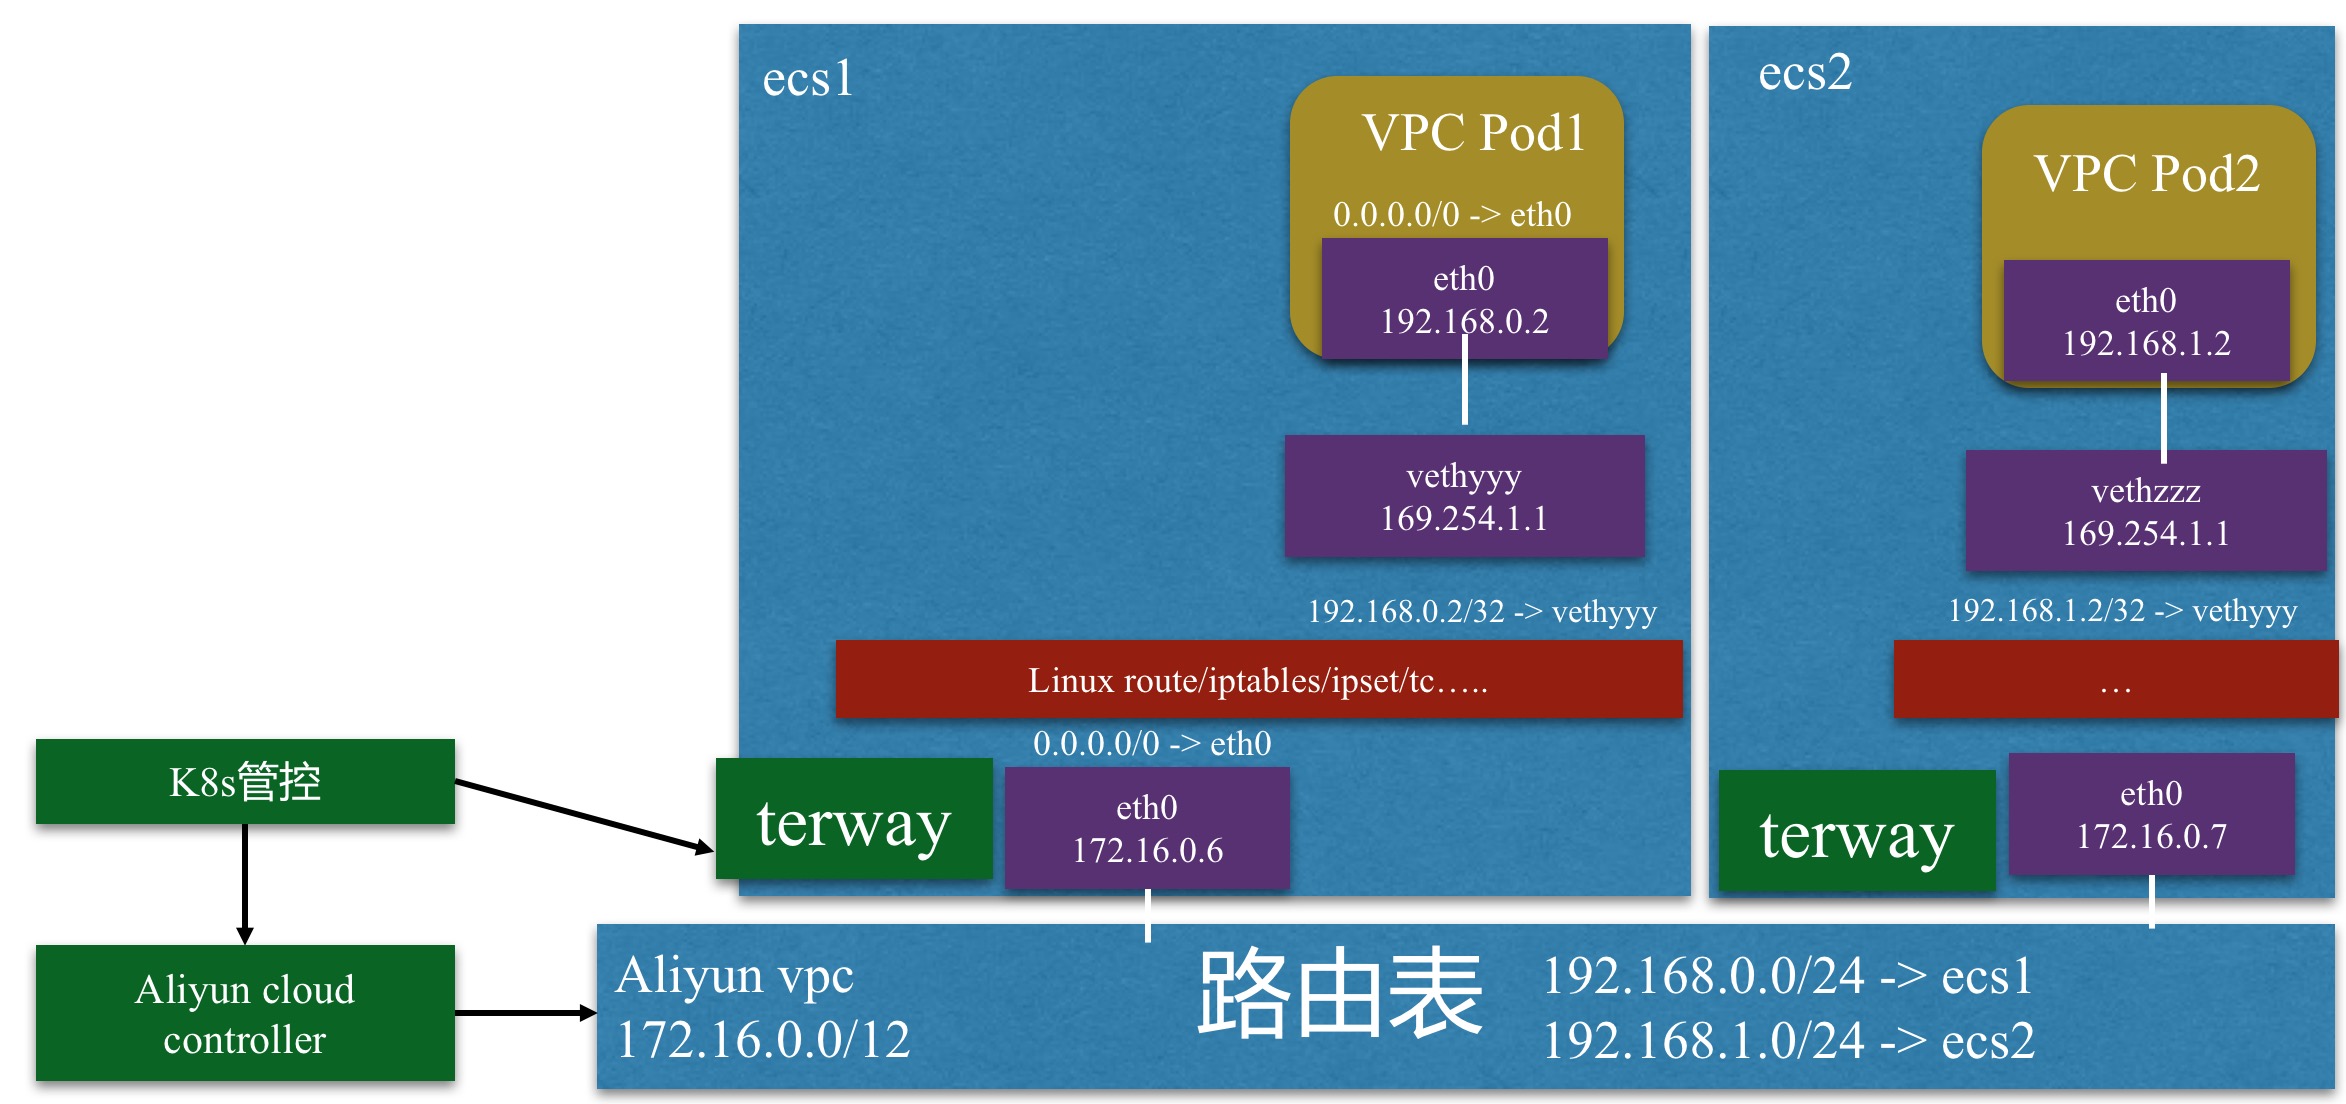 ecs1
VPC Pod1
0.0.0.0/0 -> eth0
eth0
192.168.0.2
vethyyy
169.254.1.1
192.168.0.2/32 -> vethyyy
Linux route/iptables/ipset/tc…..
0.0.0.0/0 -> eth0
terway
eth0
172.16.0.6
ecs2
VPC Pod2
eth0
192.168.1.2
vethzzz
169.254.1.1
192.168.1.2/32 -> vethyyy
…
terway
eth0
172.16.0.7
K8s管控
Aliyun cloud
controller
Aliyun vpc
172.16.0.0/12
路由表
192.168.0.0/24 -> ecs1
192.168.1.0/24 -> ecs2